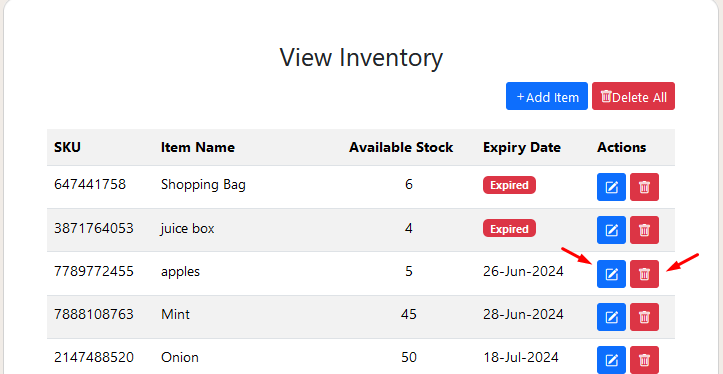 View Inventory
+Add Item Delete All
SKU Item Name Available Stock Expiry Date Actions
647441758 Shopping Bag 6 Expired
3871764053 juice box 4 Expired
7789772455 apples 5 26-Jun-2024
7888108763 Mint 45 28-Jun-2024
2147488520 Onion 50 18-Jul-2024